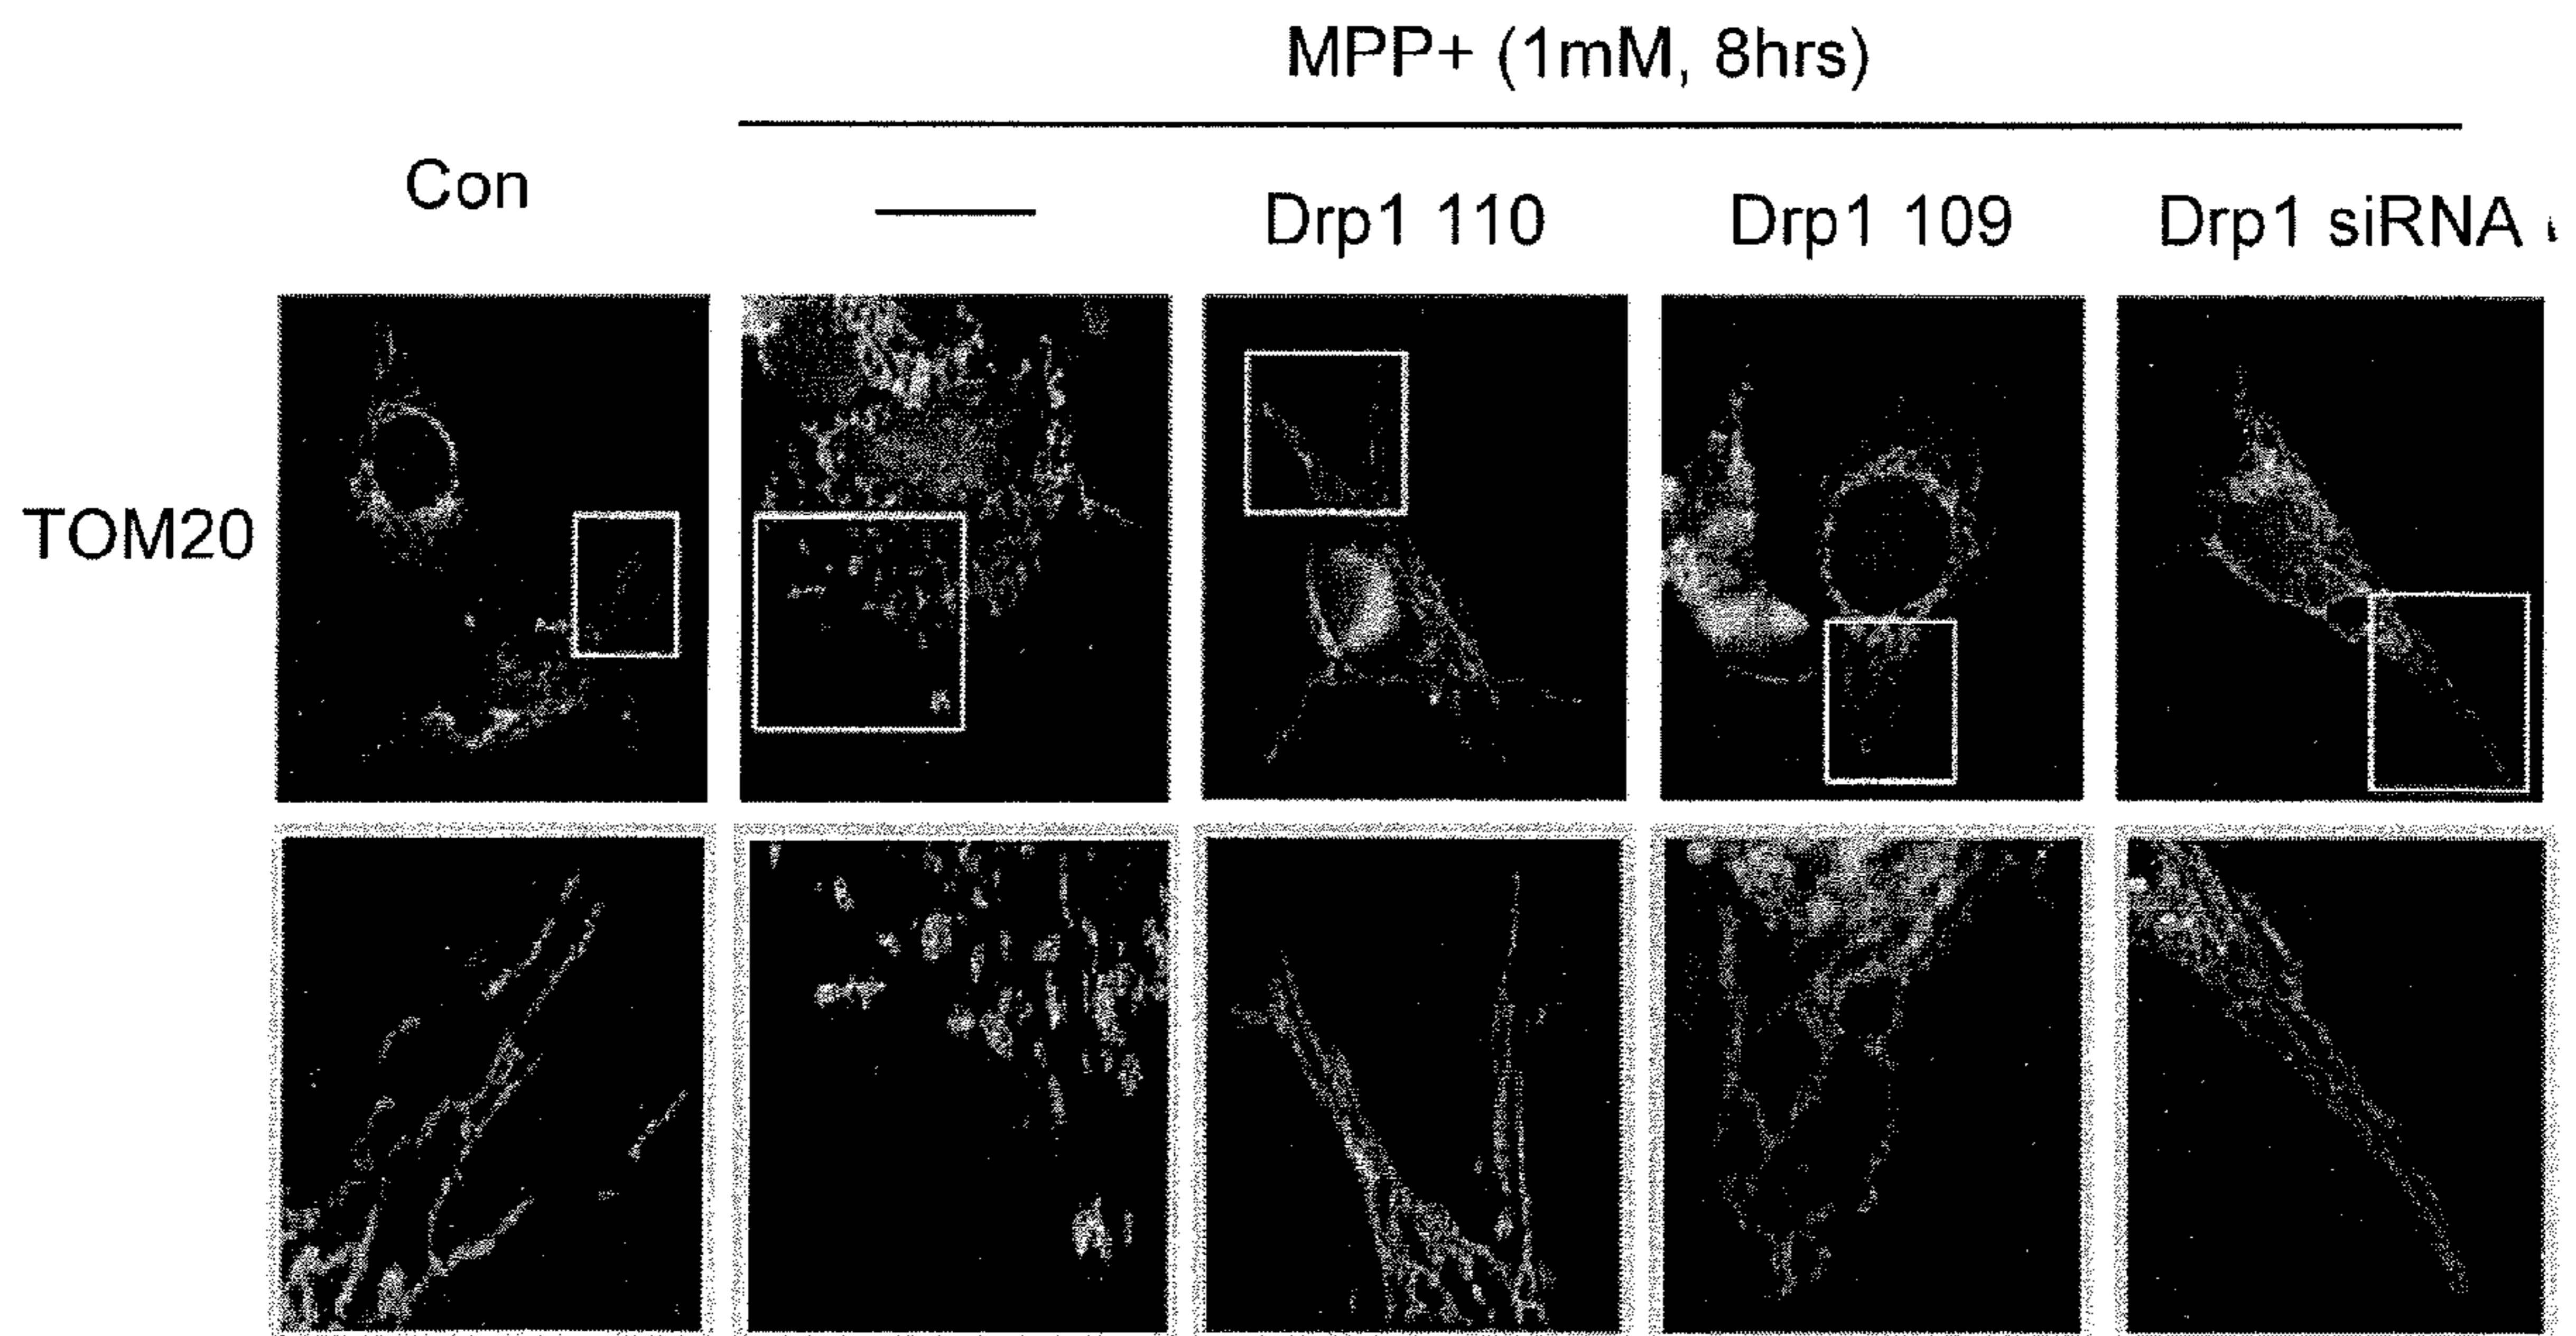 MPP+ (1mM, 8hrs)
Con
Drp1 110
Drp1 109
Drp1 siRNA
TOM20